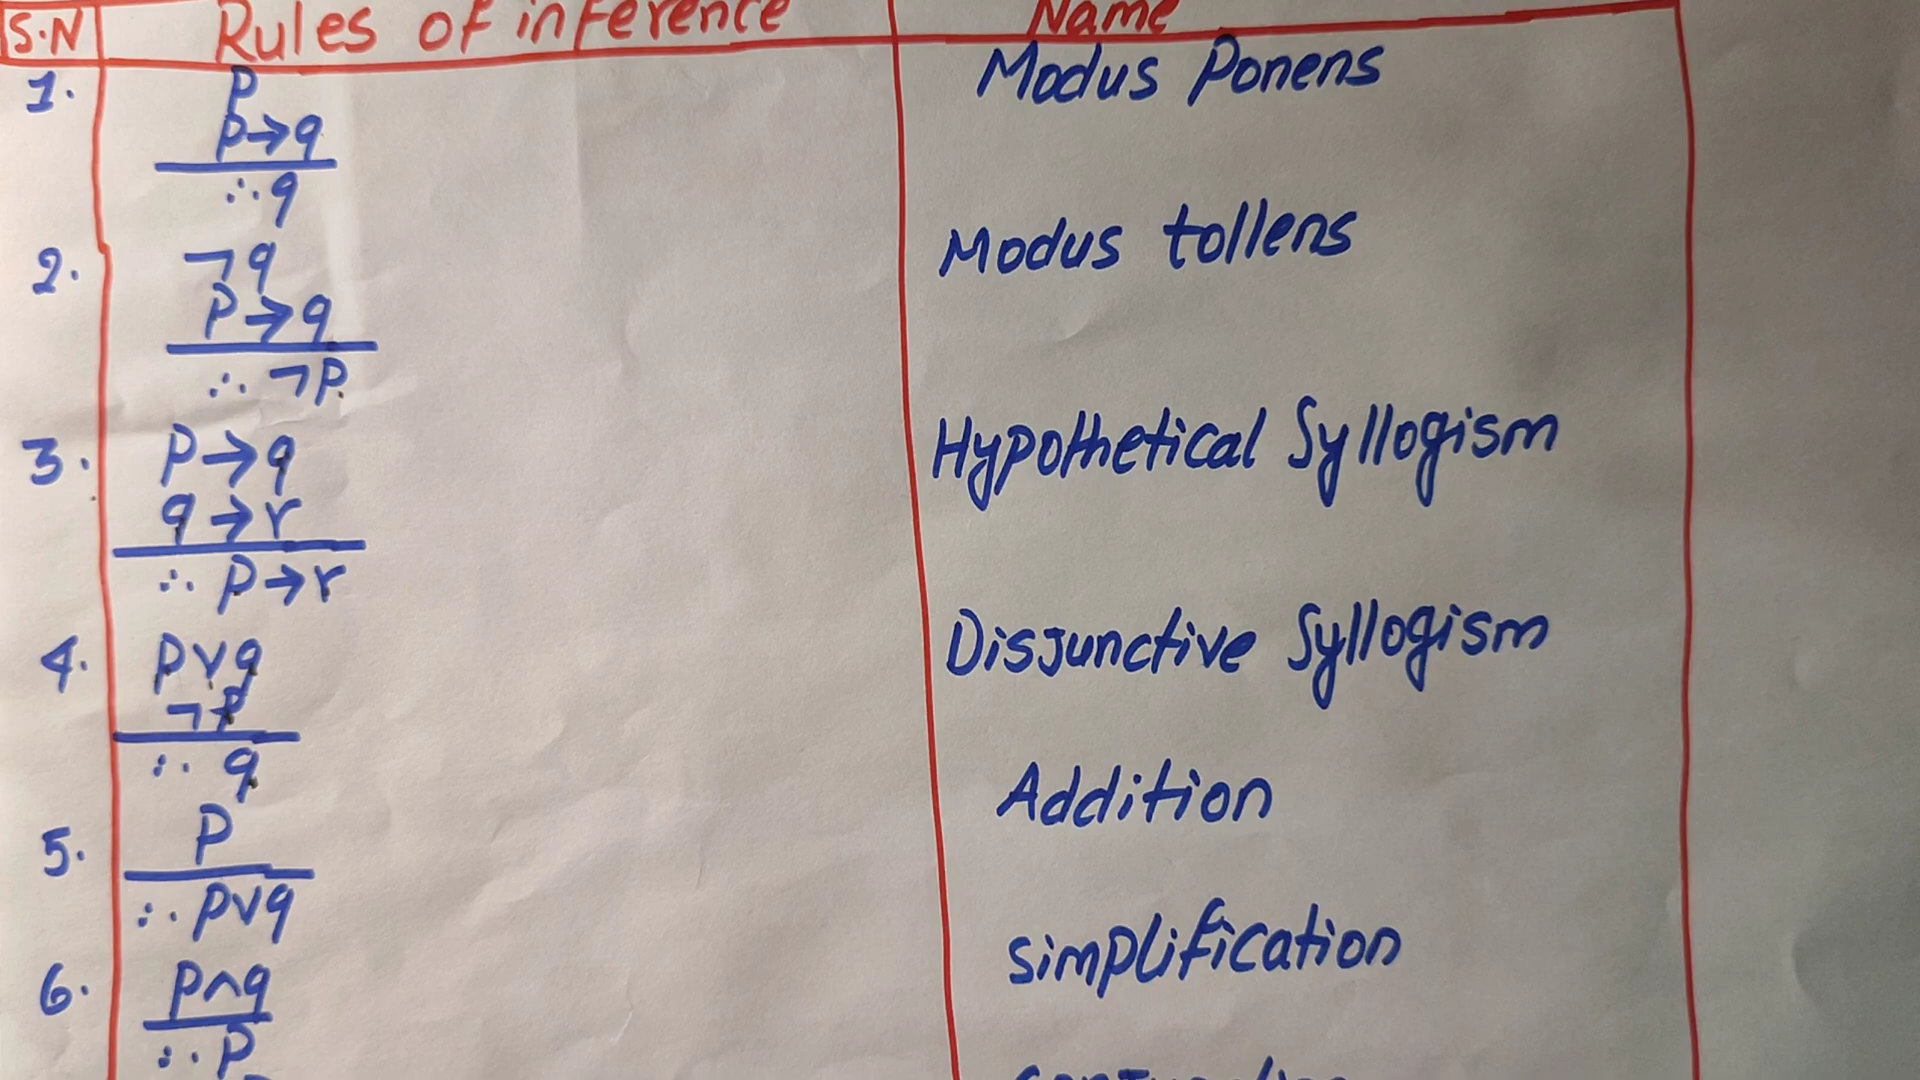 S.N Rules of inference Name
1. P Modus Ponens
P→q
∴ q
2. ¬q Modus tollens
P→q
∴ ¬P
3. P→q Hypothetical Syllogism
q→r
∴ P→r
4. P∨q Disjunctive Syllogism
¬P
∴ q
5. P Addition
∴ P∨q
6. P∧q simplification
∴ P